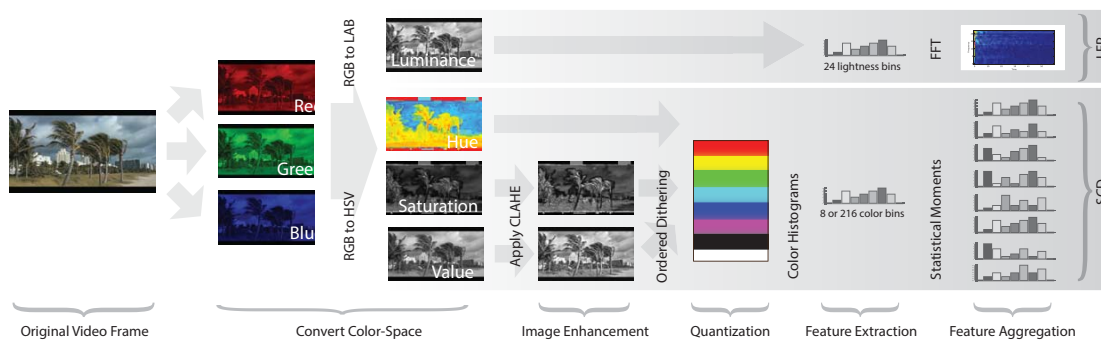 RGB to LAB
Luminance
24 lightness bins
FFT
Red
Hue
Green
Saturation
8 or 216 color bins
Blu
Value
RGB to HSV
Apply CLAHE
Ordered Dithering
Color Histograms
Statistical Moments
SCD
Original Video Frame
Convert Color-Space
Image Enhancement
Quantization
Feature Extraction
Feature Aggregation